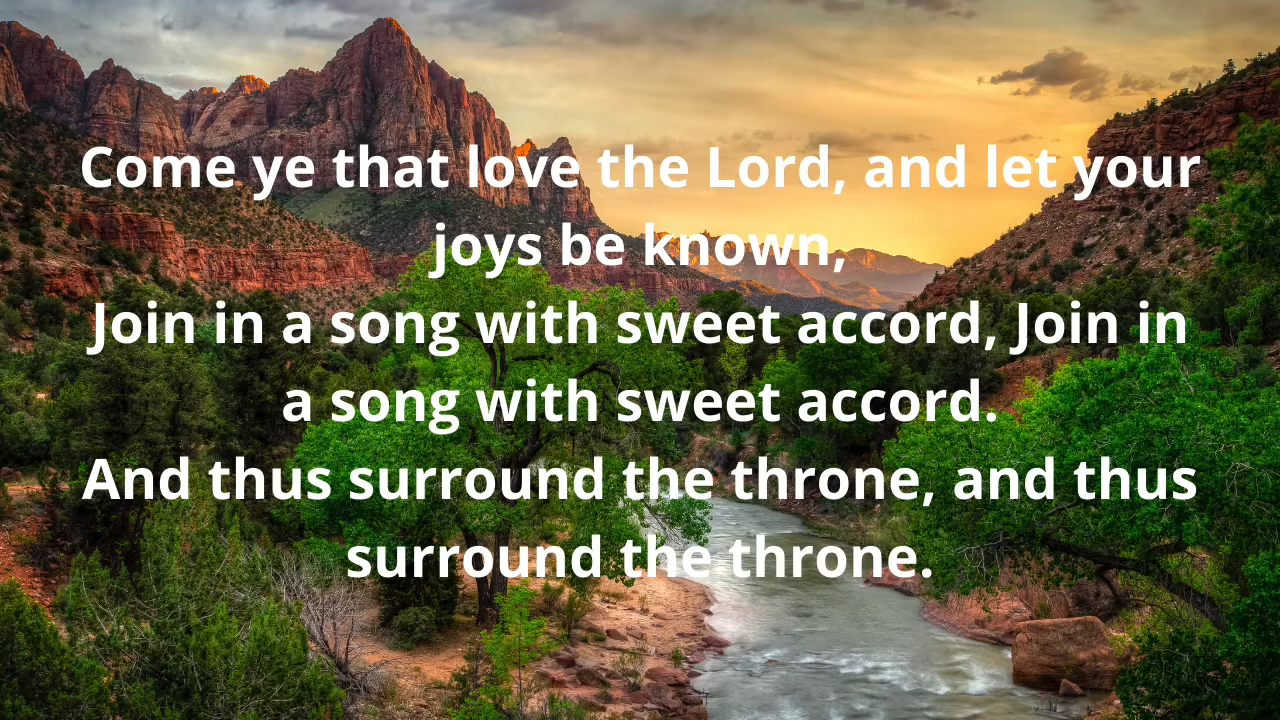 Come ye that love the Lord, and let your
joys be known,
Join in a song with sweet accord, Join in
a song with sweet accord.
And thus surround the throne, and thus
surround the throne.